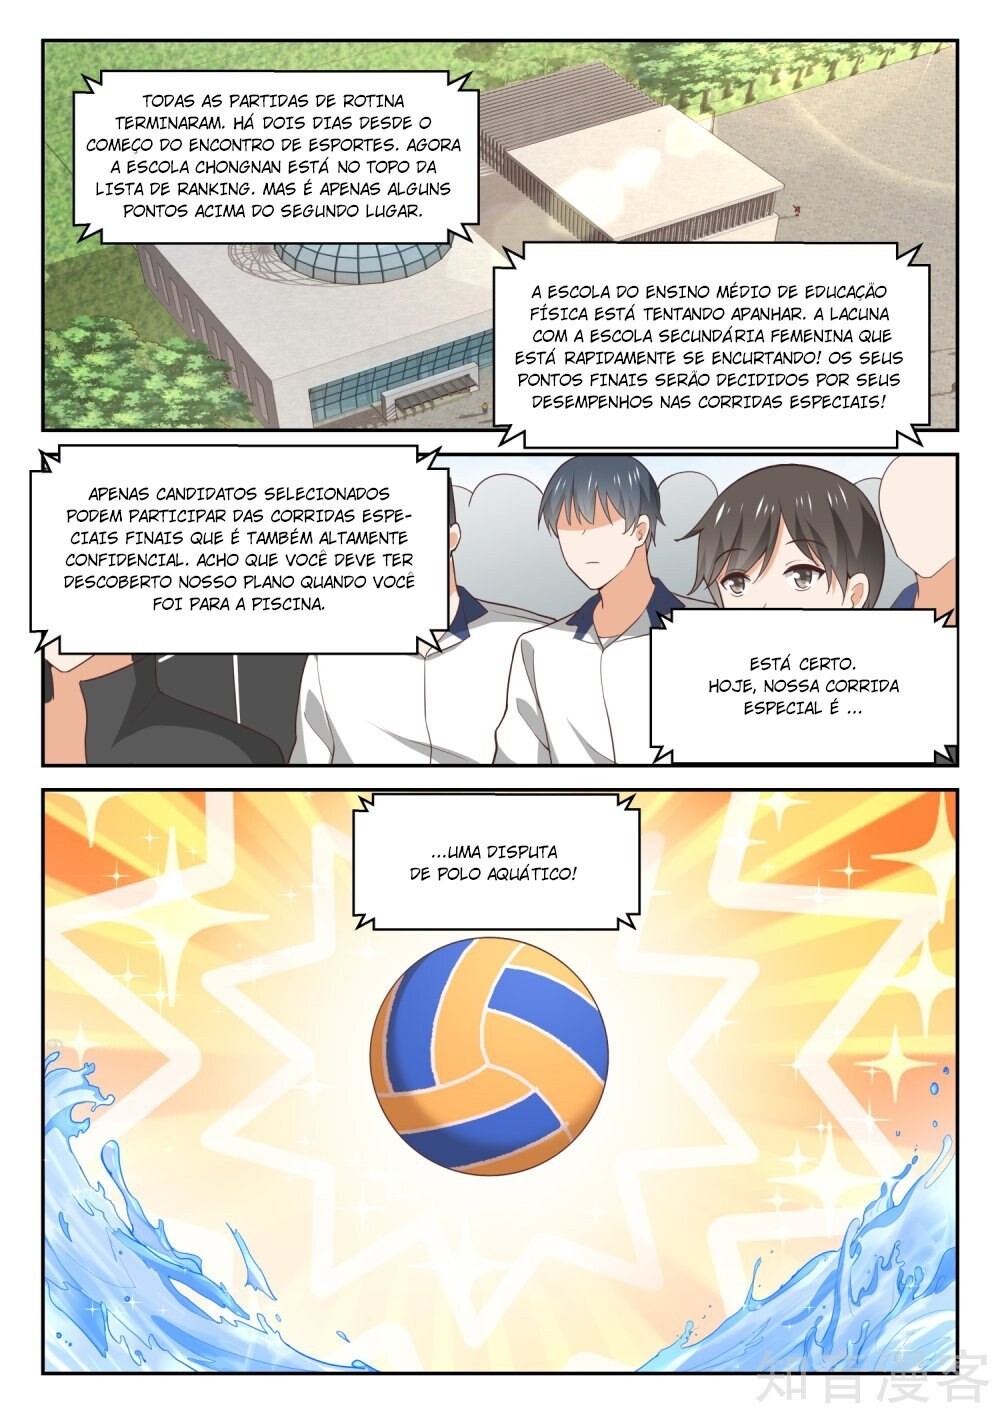 TODAS AS PARTIDAS DE ROTINA
TERMINARAM. HÁ DOIS DIAS DESDE O
COMEÇO DO ENCONTRO DE ESPORTES. AGORA
A ESCOLA CHONGNAN ESTÁ NO TOPO DA
LISTA DE RANKING. MAS É APENAS ALGUNS
PONTOS ACIMA DO SEGUNDO LUGAR.
A ESCOLA DO ENSINO MÉDIO DE EDUCAÇÃO
FÍSICA ESTÁ TENTANDO APANHAR. A LACUNA
COM A ESCOLA SECUNDÁRIA FEMENINA QUE
ESTÁ RAPIDAMENTE SE ENCURTANDO! OS SEUS
PONTOS FINAIS SERÃO DECIDIDOS POR SEUS
DESEMPENHOS NAS CORRIDAS ESPECIAIS!
APENAS CANDIDATOS SELECIONADOS
PODEM PARTICIPAR DAS CORRIDAS ESPE-
CIAIS FINAIS QUE É TAMBÉM ALTAMENTE
CONFIDENCIAL. ACHO QUE VOCÊ DEVE TER
DESCOBERTO NOSSO PLANO QUANDO VOCÊ
FOI PARA A PISCINA.
ESTÁ CERTO.
HOJE, NOSSA CORRIDA
ESPECIAL É ...
...UMA DISPUTA
DE POLO AQUÁTICO!
知音漫客